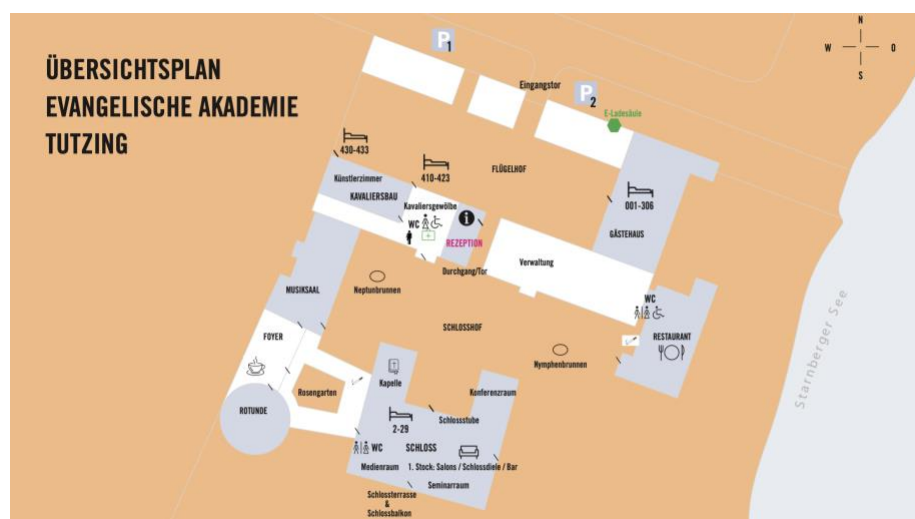 ÜBERSICHTSPLAN
EVANGELISCHE AKADEMIE
TUTZING
N
W
O
S
P1
Eingangstor
P2
E-Ladesäule
430-433
410-423
FLÜGELHOF
Künstlerzimmer
KAVALIERSBAU
Kavaliersgewölbe
001-306
WC
i
REZEPTION
GÄSTEHAUS
Durchgang/Tor
Verwaltung
MUSIKSAAL
Neptunbrunnen
WC
SCHLOSSHOF
RESTAURANT
FOYER
Nymphenbrunnen
Starnberger See
Kapelle
Rosengarten
Konferenzraum
ROTUNDE
2-29
Schlossstube
WC
SCHLOSS
Medienraum
1. Stock: Salons / Schlossdiele / Bar
Seminarraum
Schlossterrasse
&
Schlossbalkon